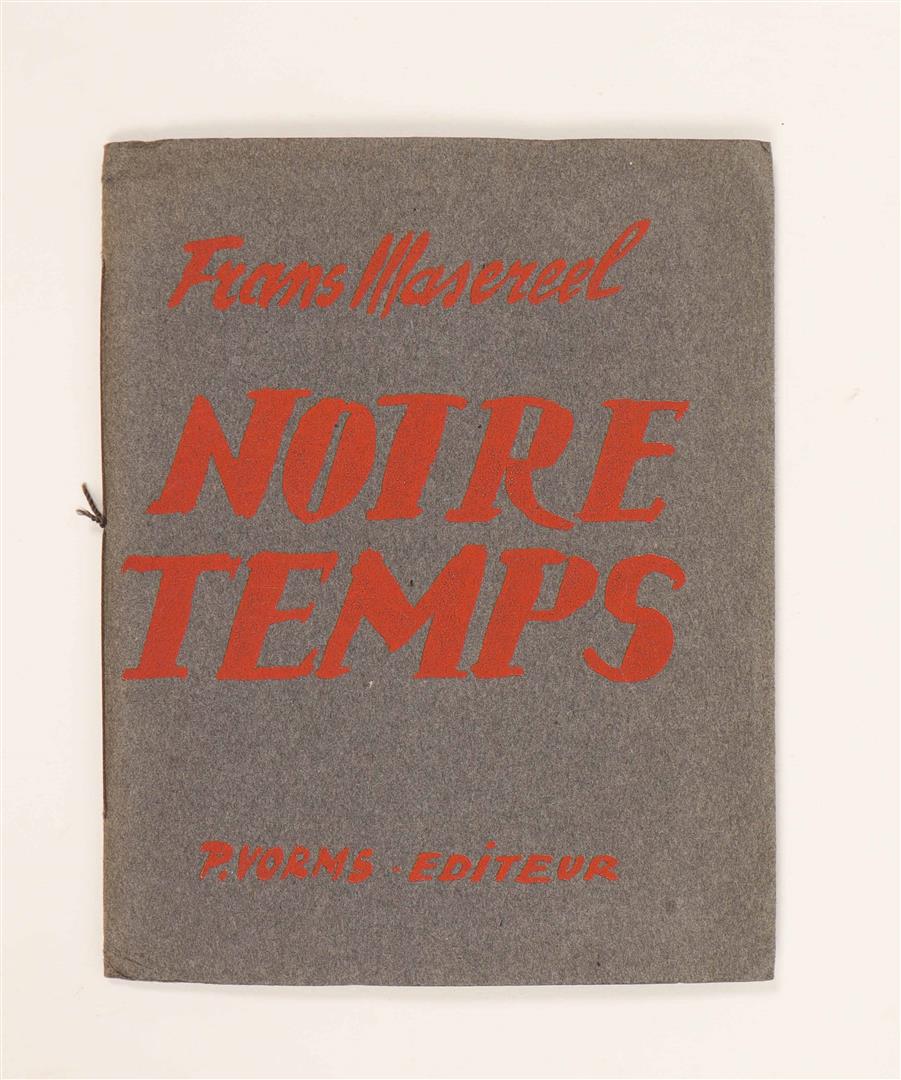 Frans Masereel
NOTRE
TEMPS
P. VORMS - EDITEUR